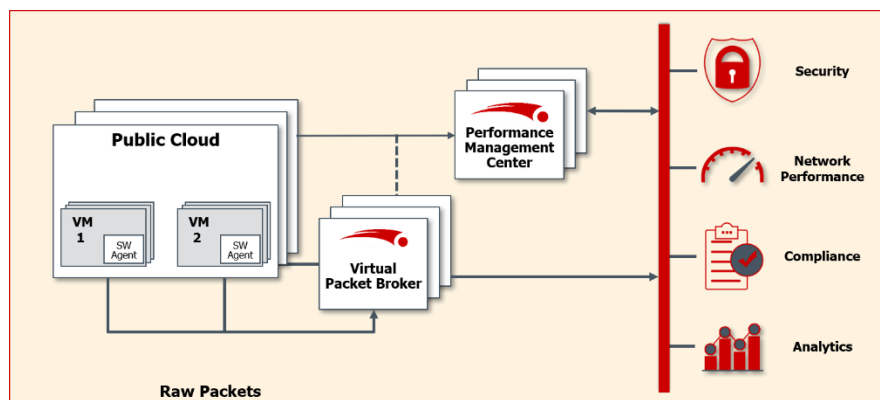 Public Cloud
VM
1
SW
Agent
VM
2
SW
Agent
Performance
Management
Center
Virtual
Packet Broker
Raw Packets
Security
Network
Performance
Compliance
Analytics